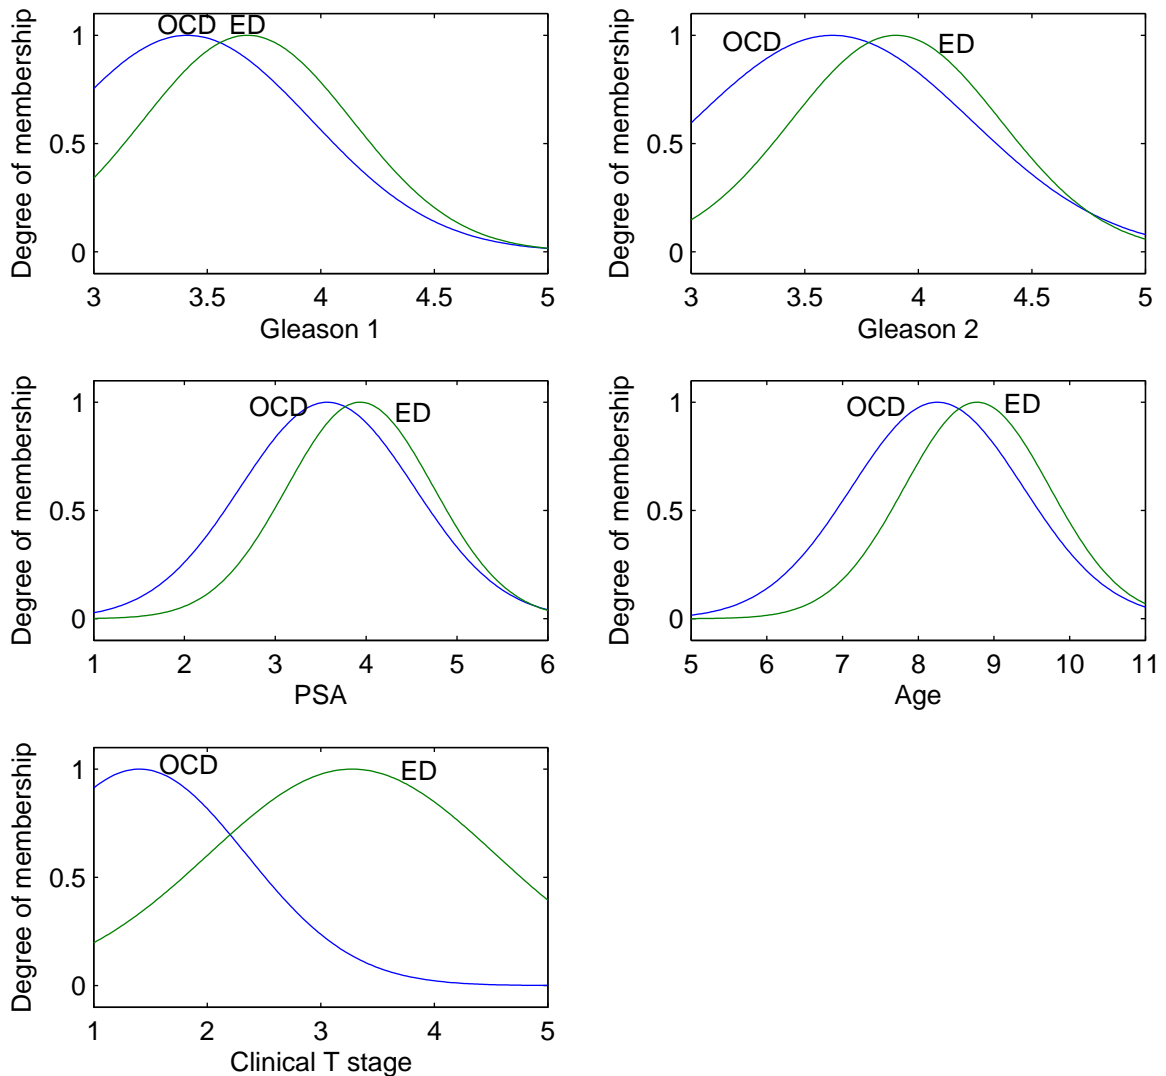 OCD ED
Degree of membership
1
0.5
0
3 3.5 4 4.5 5
Gleason 1
OCD ED
Degree of membership
1
0.5
0
3 3.5 4 4.5 5
Gleason 2
OCD ED
Degree of membership
1
0.5
0
1 2 3 4 5 6
PSA
OCD ED
Degree of membership
1
0.5
0
5 6 7 8 9 10 11
Age
OCD ED
Degree of membership
1
0.5
0
1 2 3 4 5
Clinical T stage